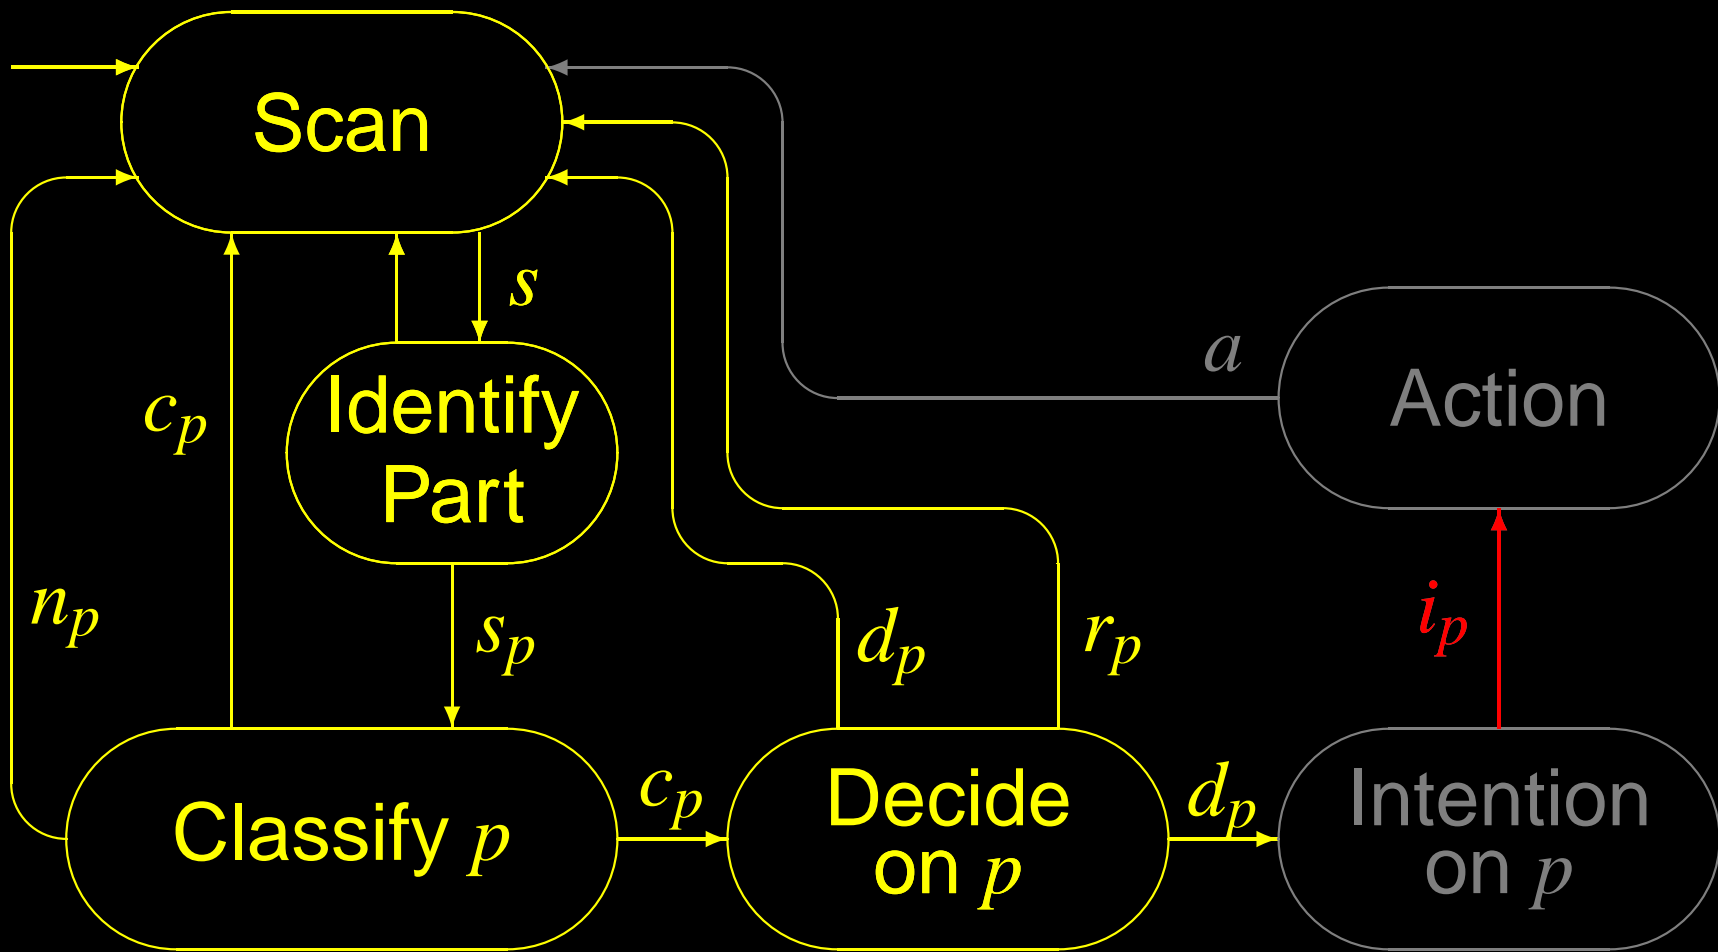 Scan
s
a
Action
c_p
Identify
Part
n_p
s_p
d_p
r_p
i_p
Classify p
c_p
Decide
on p
d_p
Intention
on p